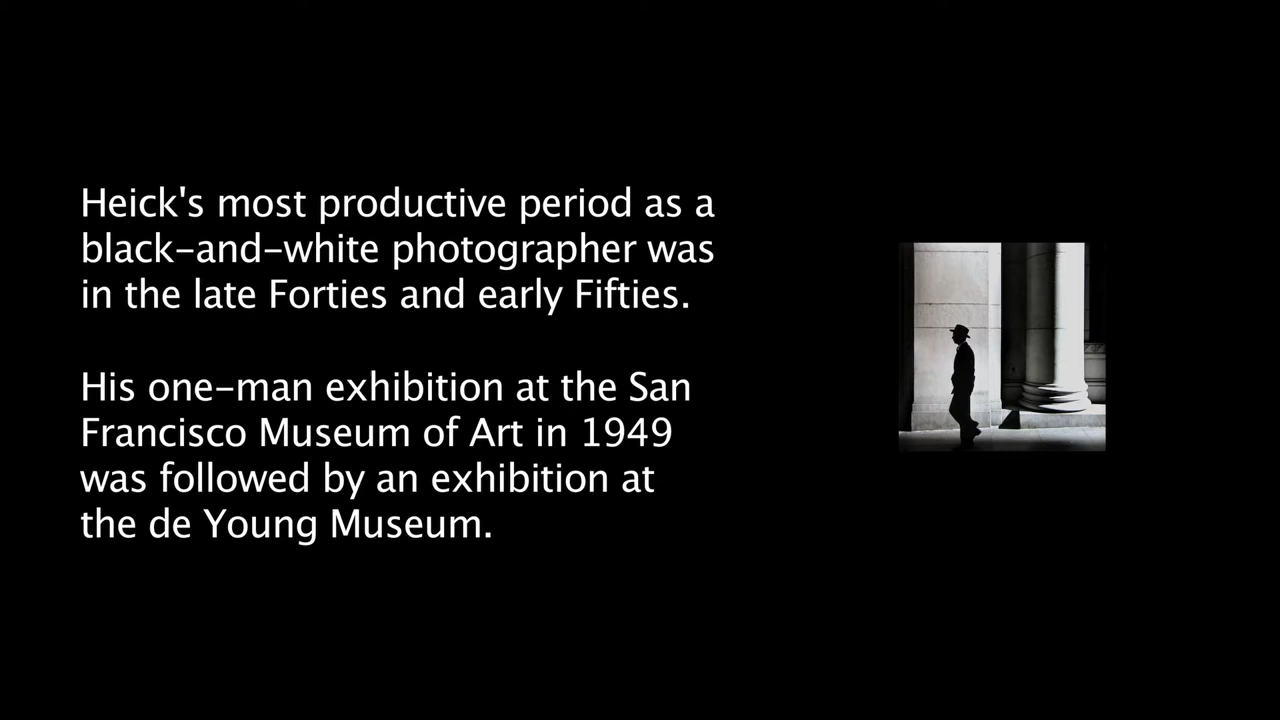 Heick's most productive period as a
black-and-white photographer was
in the late Forties and early Fifties.
His one-man exhibition at the San
Francisco Museum of Art in 1949
was followed by an exhibition at
the de Young Museum.